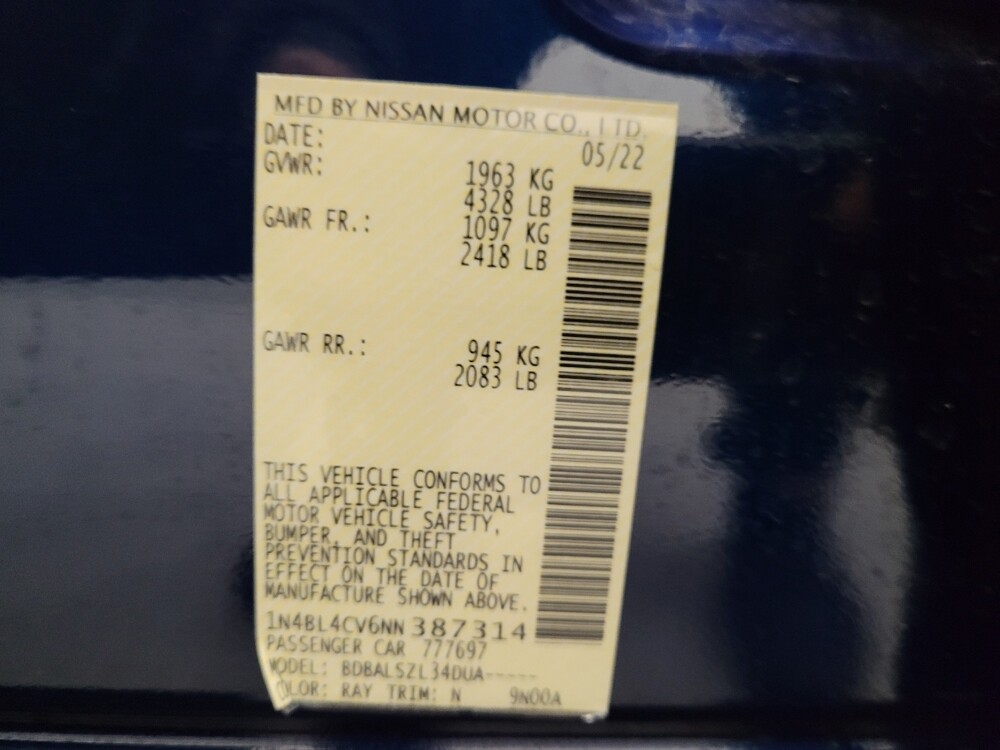 MFD BY NISSAN MOTOR CO., LTD.
DATE: 05/22
GVWR: 1963 KG
4328 LB
GAWR FR.: 1097 KG
2418 LB
GAWR RR.: 945 KG
2083 LB
THIS VEHICLE CONFORMS TO
ALL APPLICABLE FEDERAL
MOTOR VEHICLE SAFETY,
BUMPER, AND THEFT
PREVENTION STANDARDS IN
EFFECT ON THE DATE OF
MANUFACTURE SHOWN ABOVE.
1N4BL4CV6NN387314
PASSENGER CAR 777697
MODEL: BDBALSZL34DUA-----
COLOR: RAY TRIM: N 9N00A